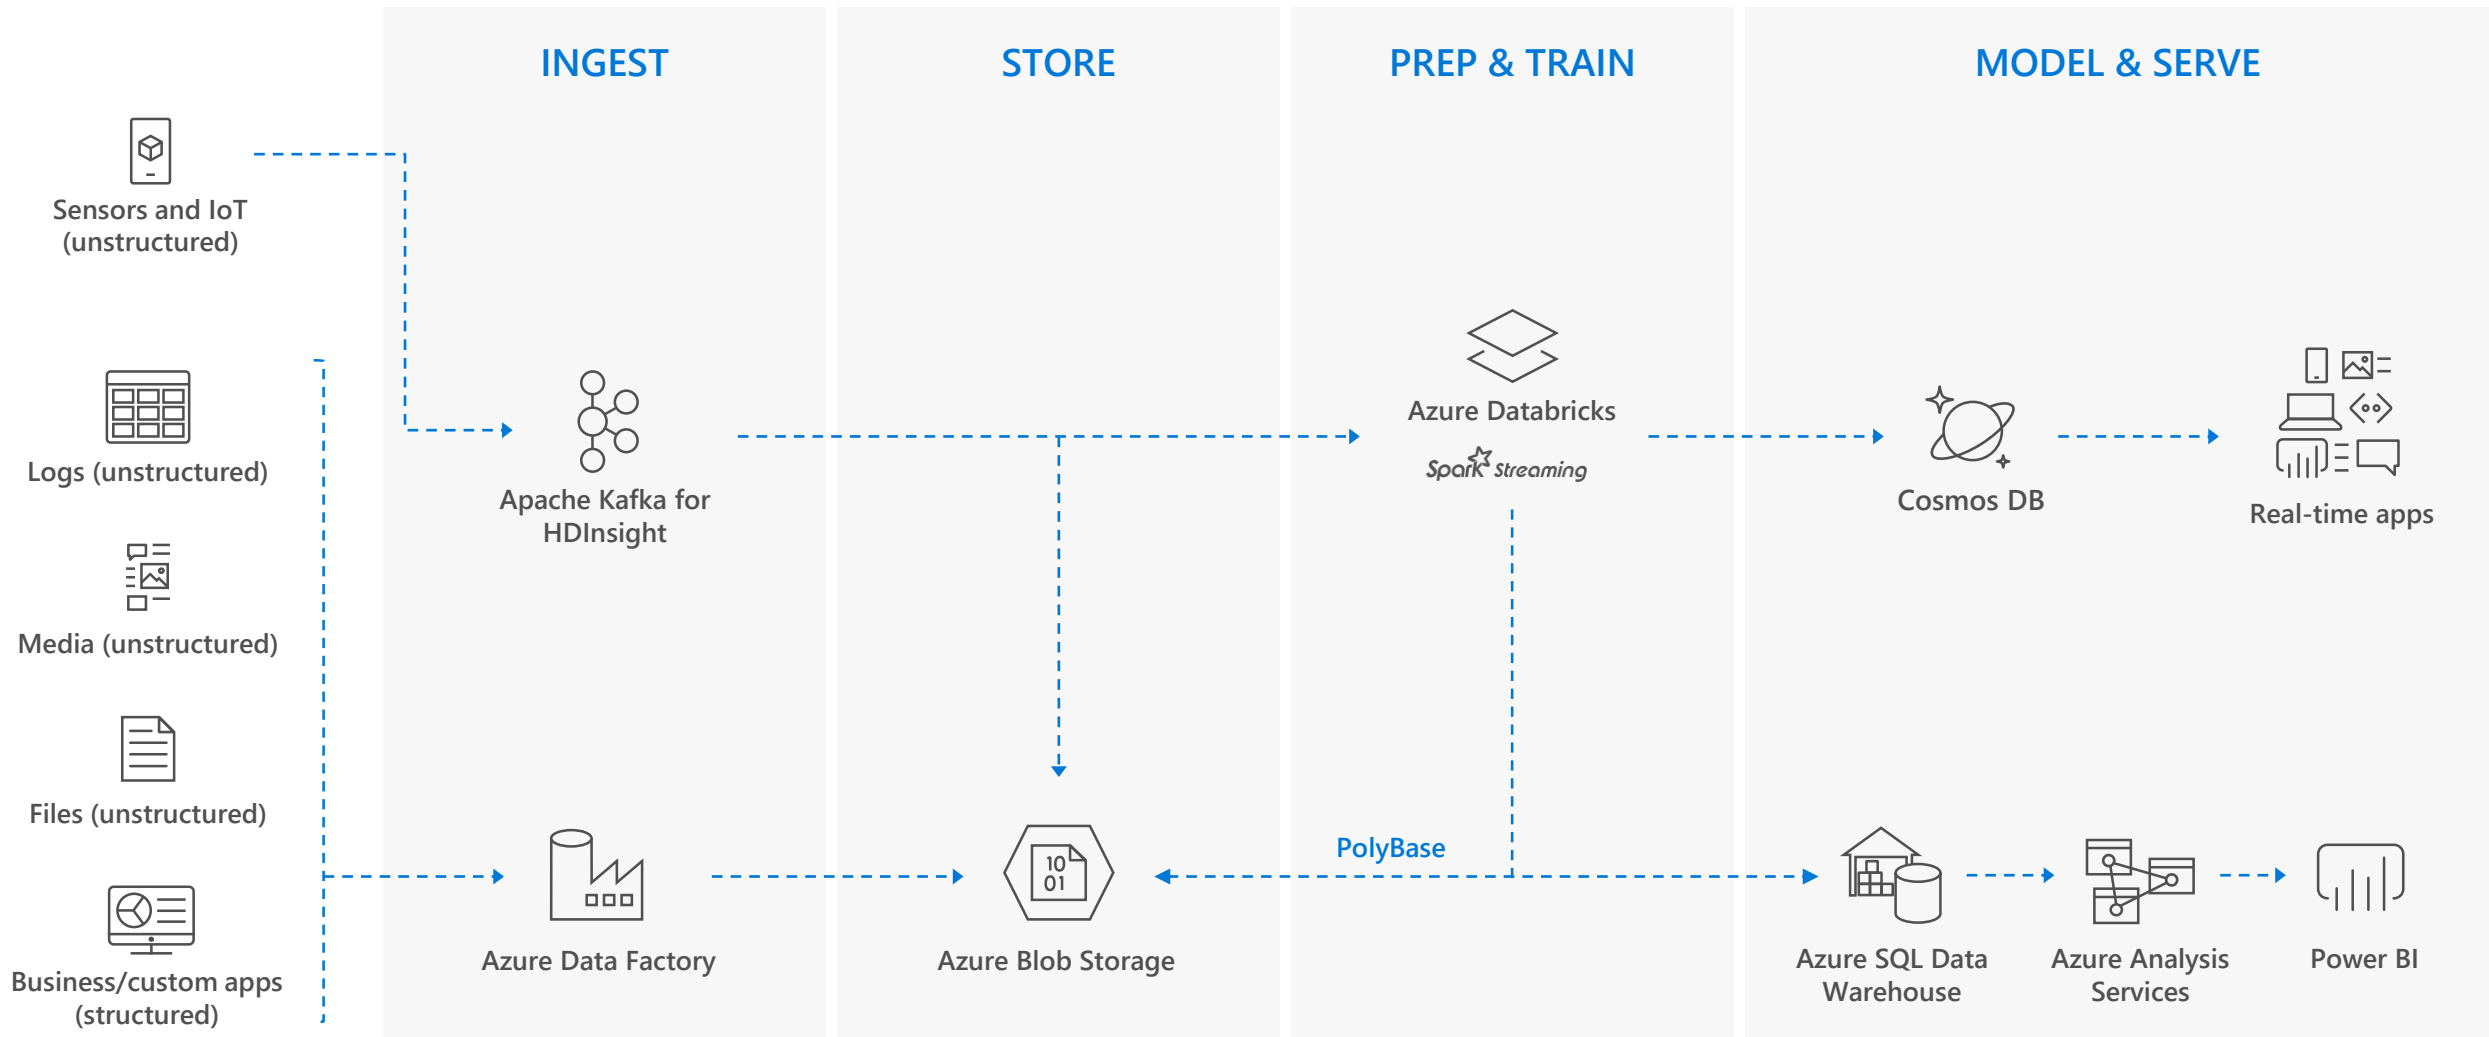 INGEST
STORE
PREP & TRAIN
MODEL & SERVE
Sensors and IoT
(unstructured)
Logs (unstructured)
Media (unstructured)
Files (unstructured)
Business/custom apps
(structured)
Apache Kafka for
HDInsight
Azure Data Factory
10
01
Azure Blob Storage
Azure Databricks
Spark Streaming
PolyBase
Cosmos DB
Real-time apps
Azure SQL Data
Warehouse
Azure Analysis
Services
Power BI